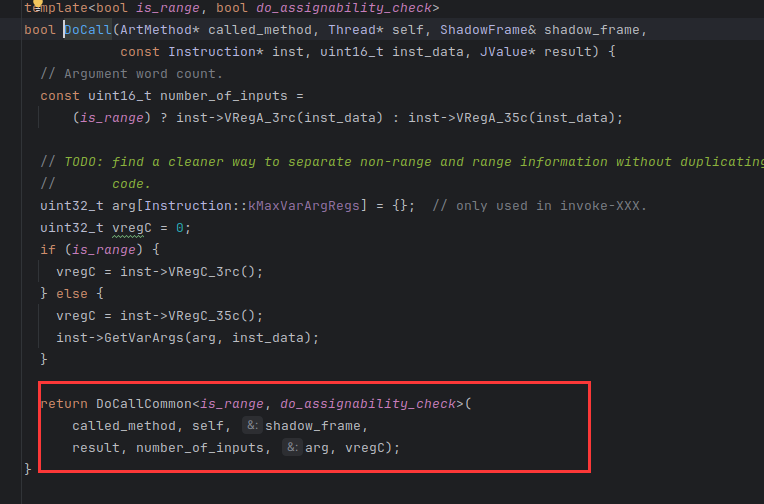 template<bool is_range, bool do_assignability_check>
bool DoCall(ArtMethod* called_method, Thread* self, ShadowFrame& shadow_frame,
            const Instruction* inst, uint16_t inst_data, JValue* result) {
  // Argument word count.
  const uint16_t number_of_inputs =
      (is_range) ? inst->VRegA_3rc(inst_data) : inst->VRegA_35c(inst_data);
  // TODO: find a cleaner way to separate non-range and range information without duplicating
  //       code.
  uint32_t arg[Instruction::kMaxVarArgRegs] = {};  // only used in invoke-XXX.
  uint32_t vregC = 0;
  if (is_range) {
    vregC = inst->VRegC_3rc();
  } else {
    vregC = inst->VRegC_35c();
    inst->GetVarArgs(arg, inst_data);
  }
  return DoCallCommon<is_range, do_assignability_check>(
      called_method, self, &: shadow_frame,
      result, number_of_inputs, &: arg, vregC);
}